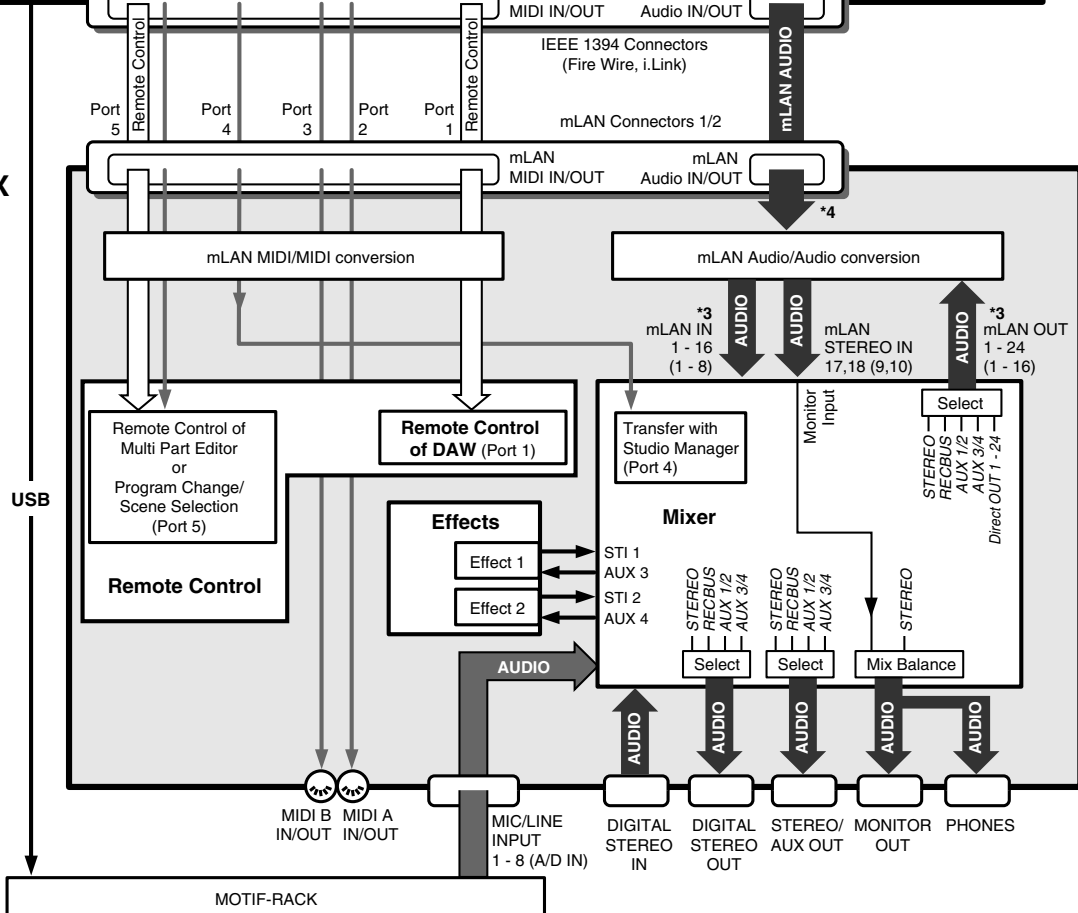 MIDI IN/OUT
Audio IN/OUT
IEEE 1394 Connectors
(Fire Wire, i.Link)
Remote Control
Remote Control
mLAN AUDIO
Port
5
Port
4
Port
3
Port
2
Port
1
mLAN Connectors 1/2
mLAN
MIDI IN/OUT
mLAN
Audio IN/OUT
X
*4
mLAN MIDI/MIDI conversion
mLAN Audio/Audio conversion
*3
mLAN IN
1 - 16
(1 - 8)
AUDIO
AUDIO
mLAN
STEREO IN
17,18 (9,10)
AUDIO
*3
mLAN OUT
1 - 24
(1 - 16)
Select
STEREO
RECBUS
AUX 1/2
AUX 3/4
Direct OUT 1 - 24
Monitor
Input
Remote Control of
Multi Part Editor
or
Program Change/
Scene Selection
(Port 5)
Remote Control
of DAW (Port 1)
Transfer with
Studio Manager
(Port 4)
USB
Remote Control
Effects
Effect 1
Effect 2
Mixer
STI 1
AUX 3
STI 2
AUX 4
STEREO
RECBUS
AUX 1/2
AUX 3/4
STEREO
RECBUS
AUX 1/2
AUX 3/4
STEREO
Select
Select
Mix Balance
AUDIO
AUDIO
AUDIO
AUDIO
AUDIO
AUDIO
MIDI B
IN/OUT
MIDI A
IN/OUT
MIC/LINE
INPUT
1 - 8 (A/D IN)
DIGITAL
STEREO
IN
DIGITAL
STEREO
OUT
STEREO/
AUX OUT
MONITOR
OUT
PHONES
MOTIF-RACK